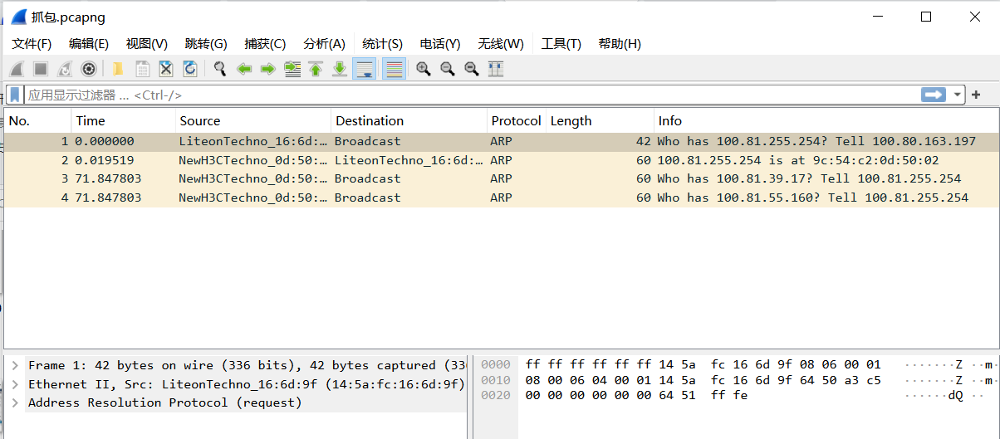 抓包.pcapng
文件(F) 编辑(E) 视图(V) 跳转(G) 捕获(C) 分析(A) 统计(S) 电话(Y) 无线(W) 工具(T) 帮助(H)
应用显示过滤器 … <Ctrl-/>
No. Time Source Destination Protocol Length Info
1 0.000000 LiteonTechno_16:6d:… Broadcast ARP 42 Who has 100.81.255.254? Tell 100.80.163.197
2 0.019519 NewH3CTechno_0d:50:… LiteonTechno_16:6d:… ARP 60 100.81.255.254 is at 9c:54:c2:0d:50:02
3 71.847803 NewH3CTechno_0d:50:… Broadcast ARP 60 Who has 100.81.39.17? Tell 100.81.255.254
4 71.847803 NewH3CTechno_0d:50:… Broadcast ARP 60 Who has 100.81.55.160? Tell 100.81.255.254
Frame 1: 42 bytes on wire (336 bits), 42 bytes captured (336
Ethernet II, Src: LiteonTechno_16:6d:9f (14:5a:fc:16:6d:9f)
Address Resolution Protocol (request)
0000 ff ff ff ff ff ff 14 5a fc 16 6d 9f 08 06 00 01 ·······Z ··m·
0010 08 00 06 04 00 01 14 5a fc 16 6d 9f 64 50 a3 c5 ·······Z ··m·
0020 00 00 00 00 00 00 64 51 ff fe ······dQ ··